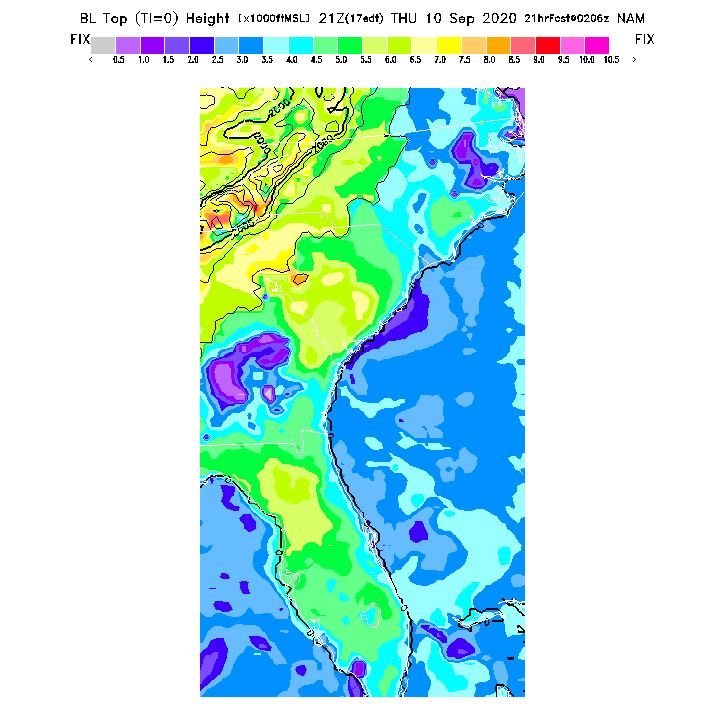 BL Top (TI=0) Height [x1000ftMSL] 21Z(17edt) THU 10 Sep 2020 21hrFcst@0206z NAM
FIX FIX
< 0.5 1.0 1.5 2.0 2.5 3.0 3.5 4.0 4.5 5.0 5.5 6.0 6.5 7.0 7.5 8.0 8.5 9.0 9.5 10.0 10.5 >
2000
2000
2000